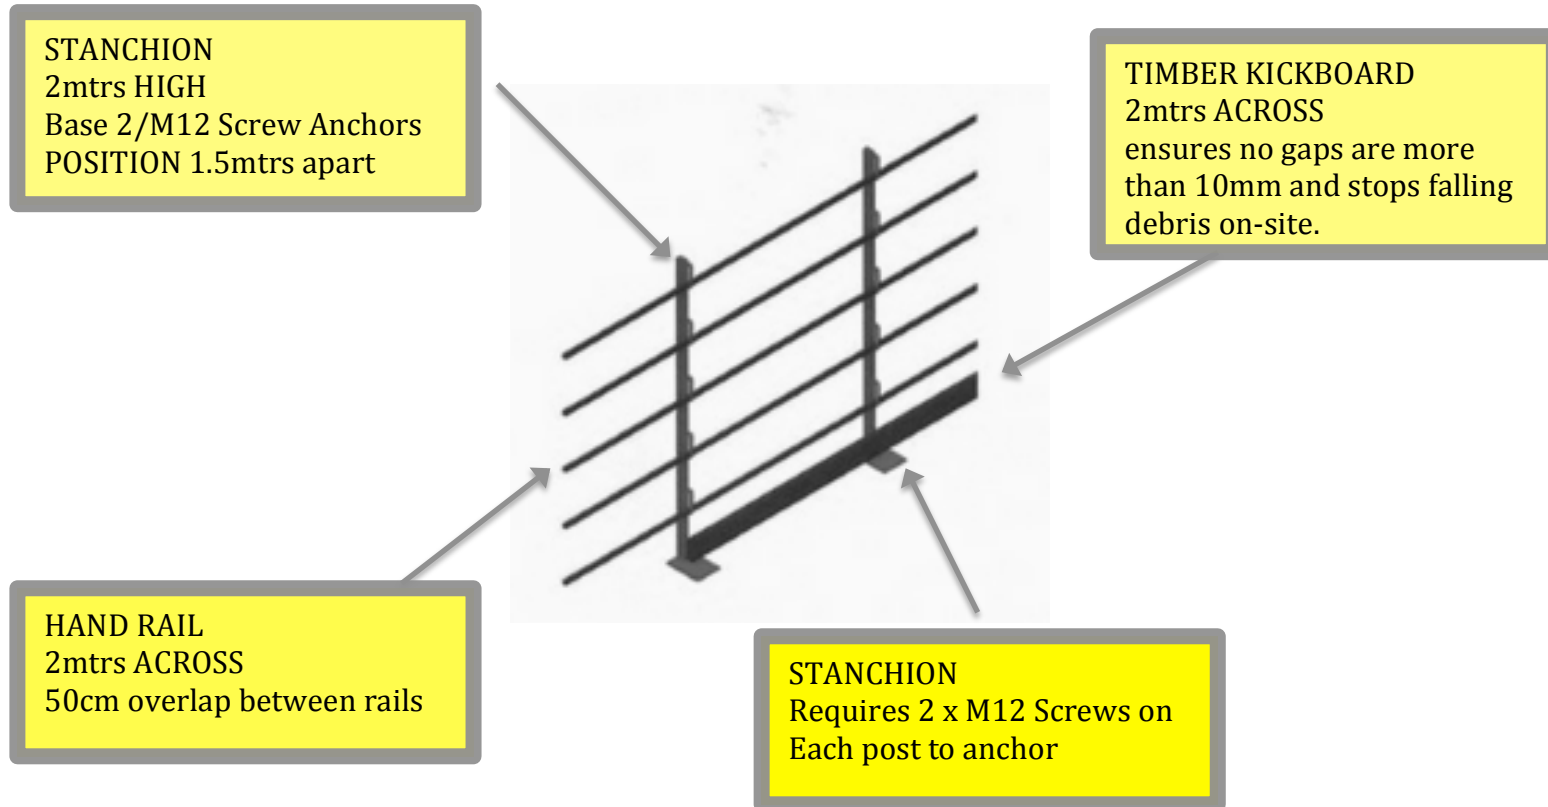 STANCHION
2mtrs HIGH
Base 2/M12 Screw Anchors
POSITION 1.5mtrs apart
TIMBER KICKBOARD
2mtrs ACROSS
ensures no gaps are more
than 10mm and stops falling
debris on-site.
HAND RAIL
2mtrs ACROSS
50cm overlap between rails
STANCHION
Requires 2 x M12 Screws on
Each post to anchor